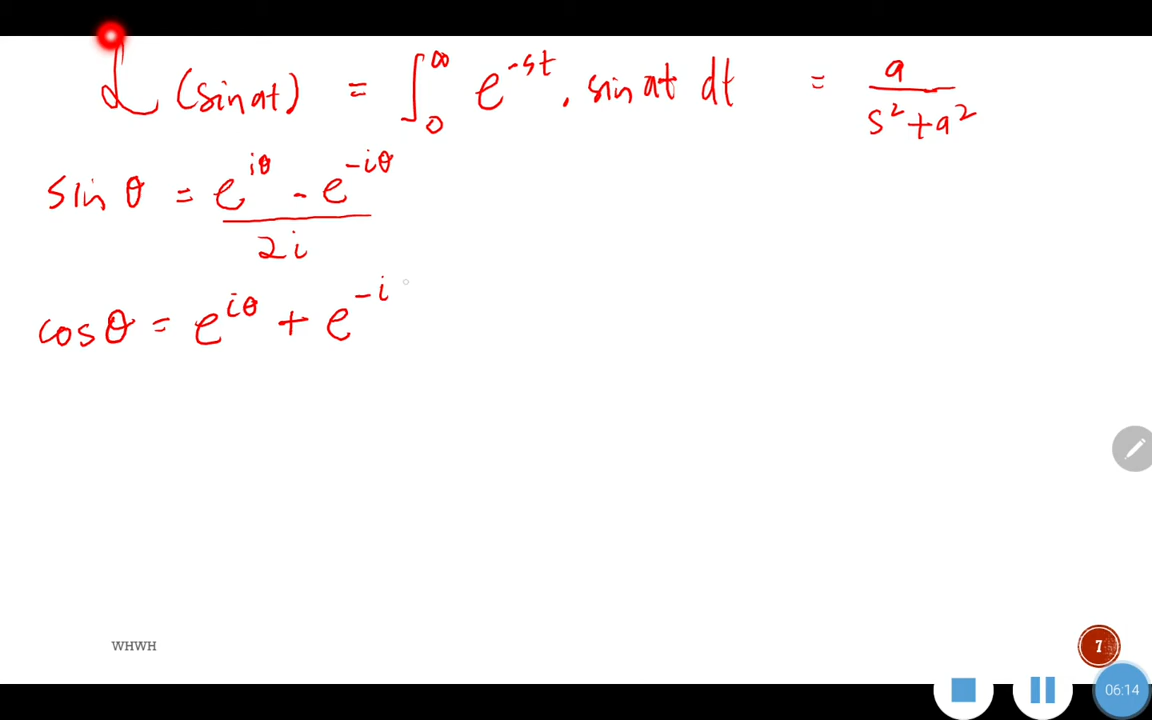 ℒ (sin at) = ∫₀^∞ e^{-st} . sin at dt = a/(s²+a²)
sin θ = (e^{iθ} - e^{-iθ})/2i
cos θ = e^{iθ} + e^{-i}
WHWH
7
06:14